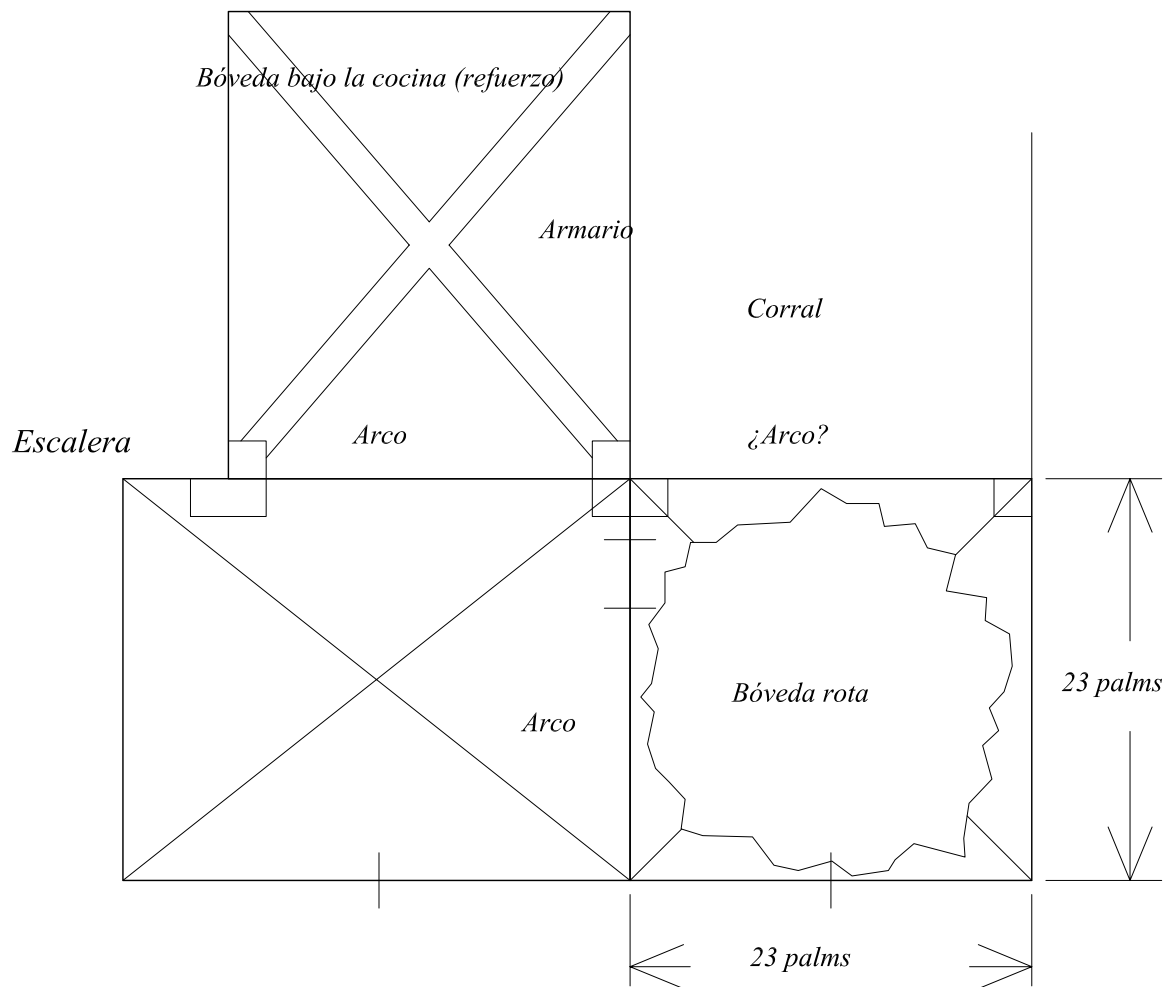 Bóveda bajo la cocina (refuerzo)
Armario
Corral
Escalera
Arco
¿Arco?
23 palms
Bóveda rota
Arco
23 palms